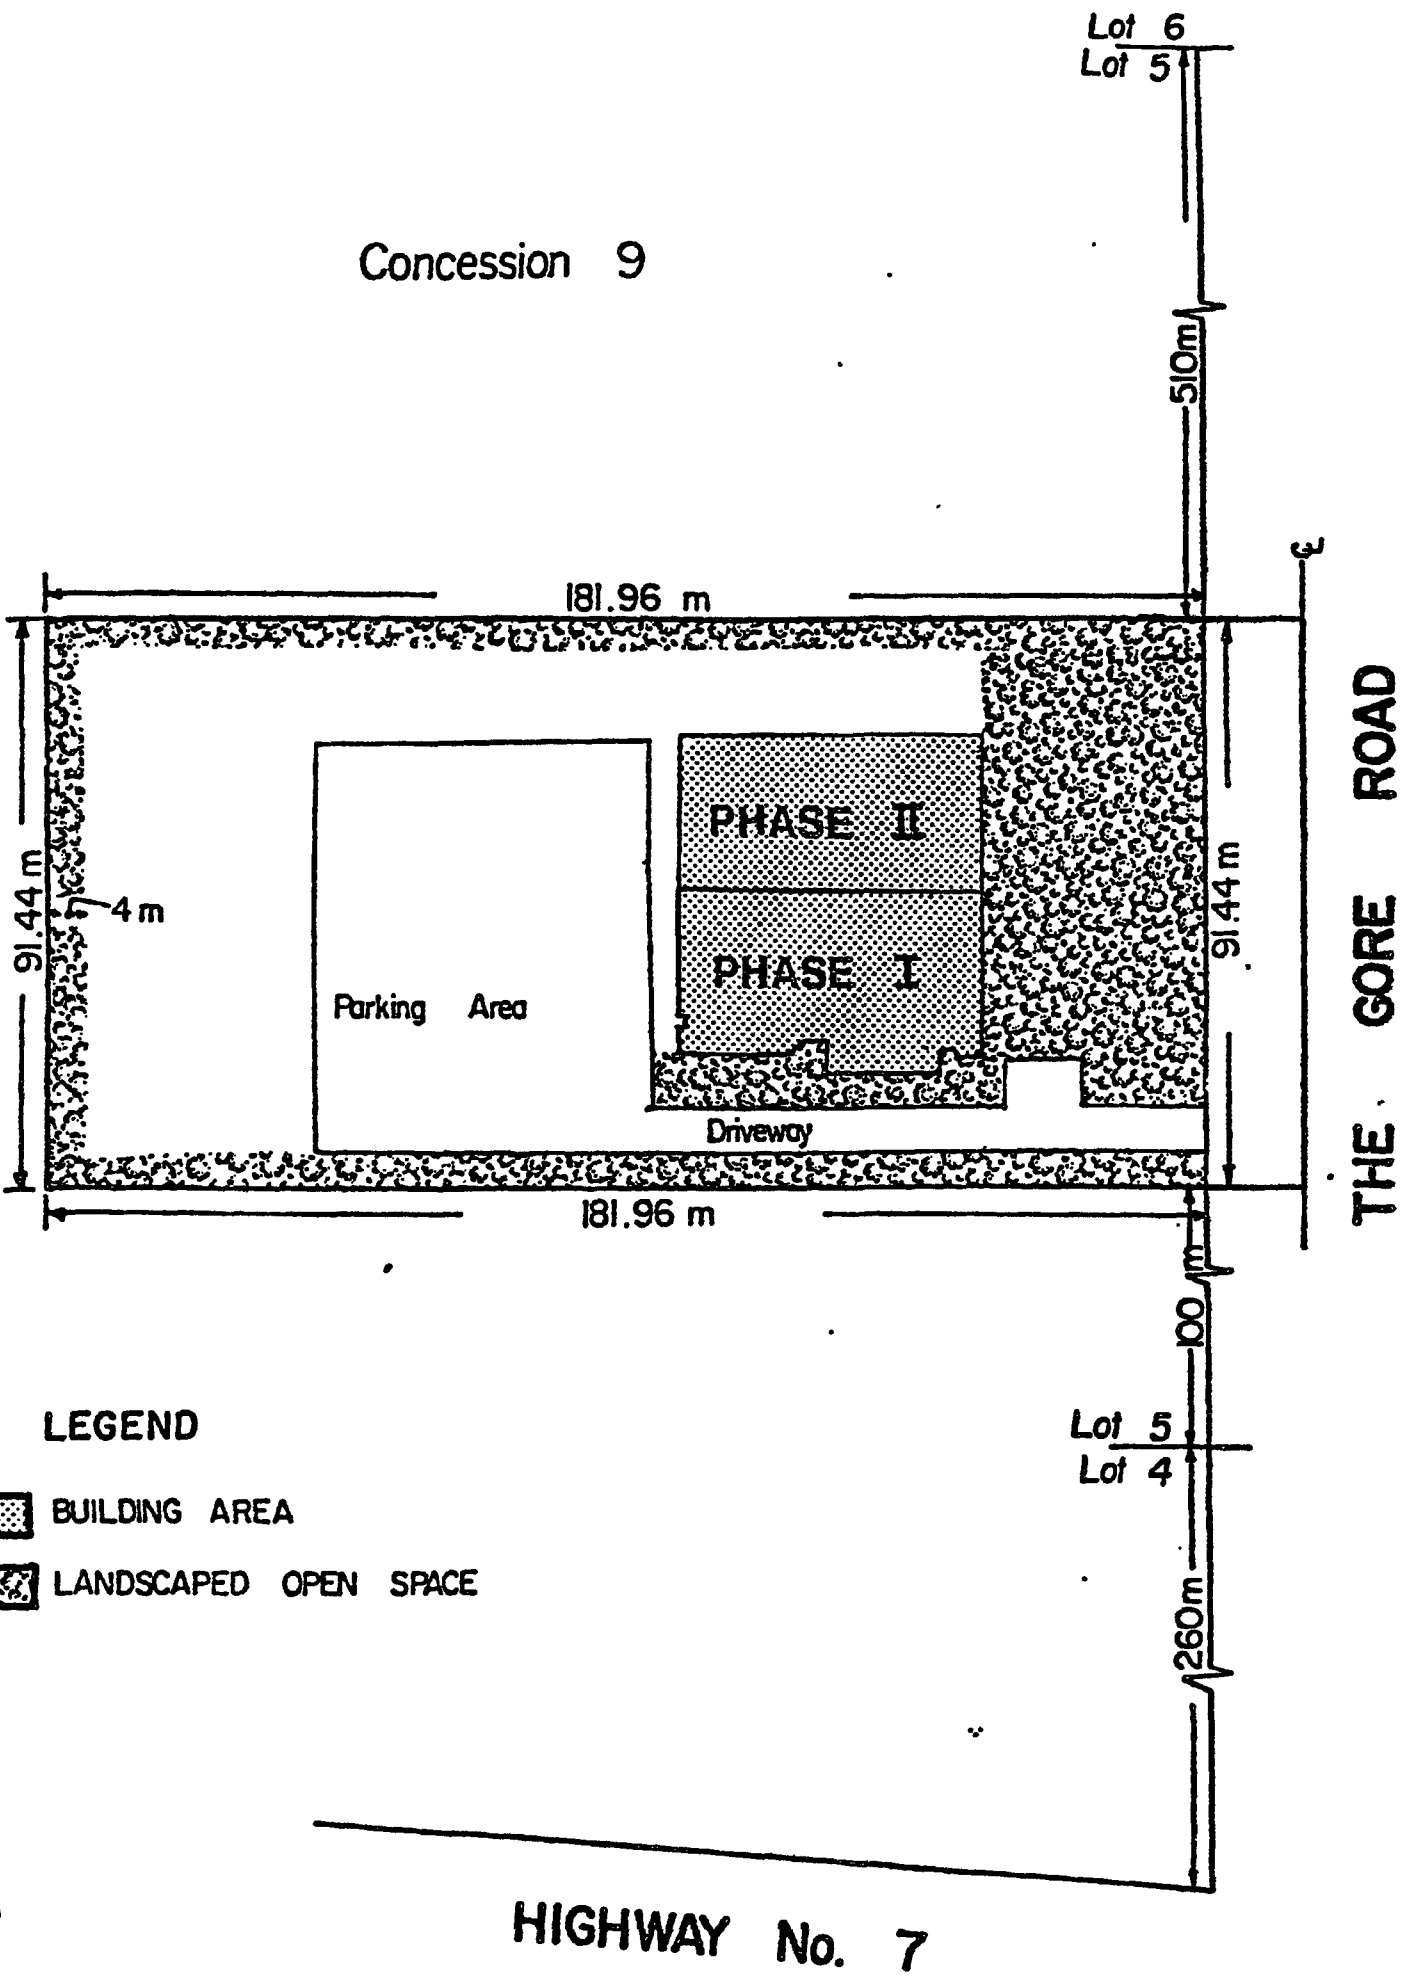 Lot 6
Lot 5
Concession 9
510m
℄
181.96 m
91.44 m
4 m
PHASE II
PHASE I
Parking Area
Driveway
91.44 m
THE GORE ROAD
181.96 m
100 m
Lot 5
Lot 4
LEGEND
BUILDING AREA
LANDSCAPED OPEN SPACE
260m
HIGHWAY No. 7